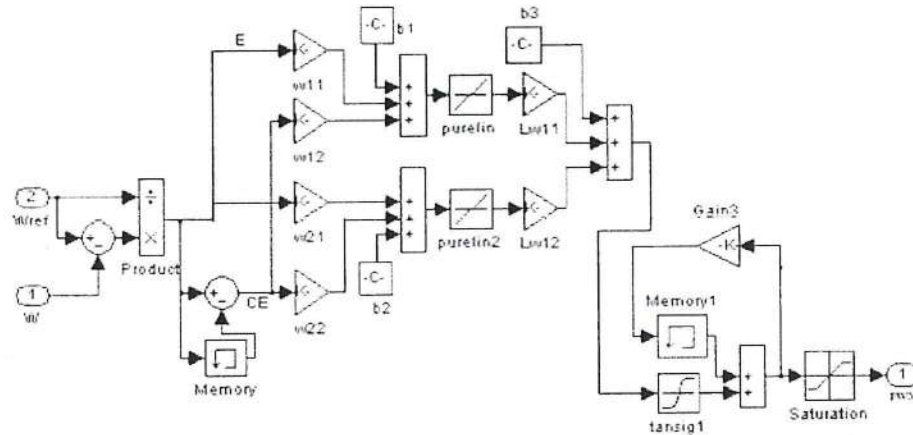 b3
-C-
b1
-C-
E
w11
purelin
Lw11
w12
2
Wref
Product
w21
purelin2
Lw12
Gain3
-K-
1
W
CE
w22
-C-
b2
Memory
Memory1
tansig1
Saturation
1